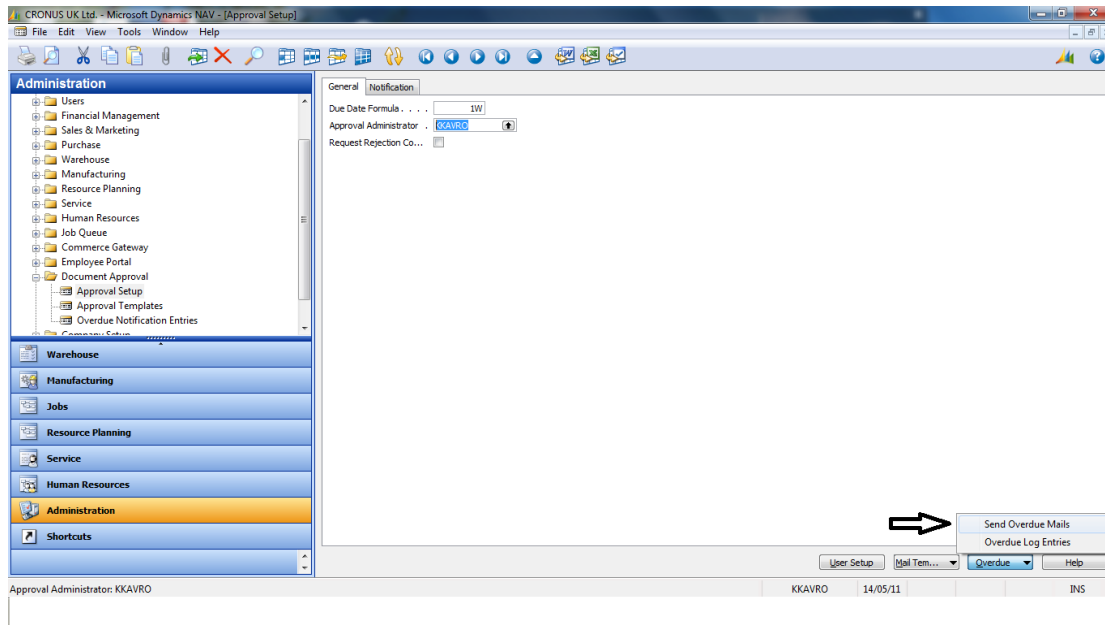 CRONUS UK Ltd. - Microsoft Dynamics NAV - [Approval Setup]
File Edit View Tools Window Help
Administration
Users
Financial Management
Sales & Marketing
Purchase
Warehouse
Manufacturing
Resource Planning
Service
Human Resources
Job Queue
Commerce Gateway
Employee Portal
Document Approval
Approval Setup
Approval Templates
Overdue Notification Entries
Company Setup
Warehouse
Manufacturing
Jobs
Resource Planning
Service
Human Resources
Administration
Shortcuts
General Notification
Due Date Formula . . . . 1W
Approval Administrator . KKAVRO
Request Rejection Co...
Send Overdue Mails
Overdue Log Entries
User Setup Mail Tem... Overdue Help
Approval Administrator: KKAVRO KKAVRO 14/05/11 INS